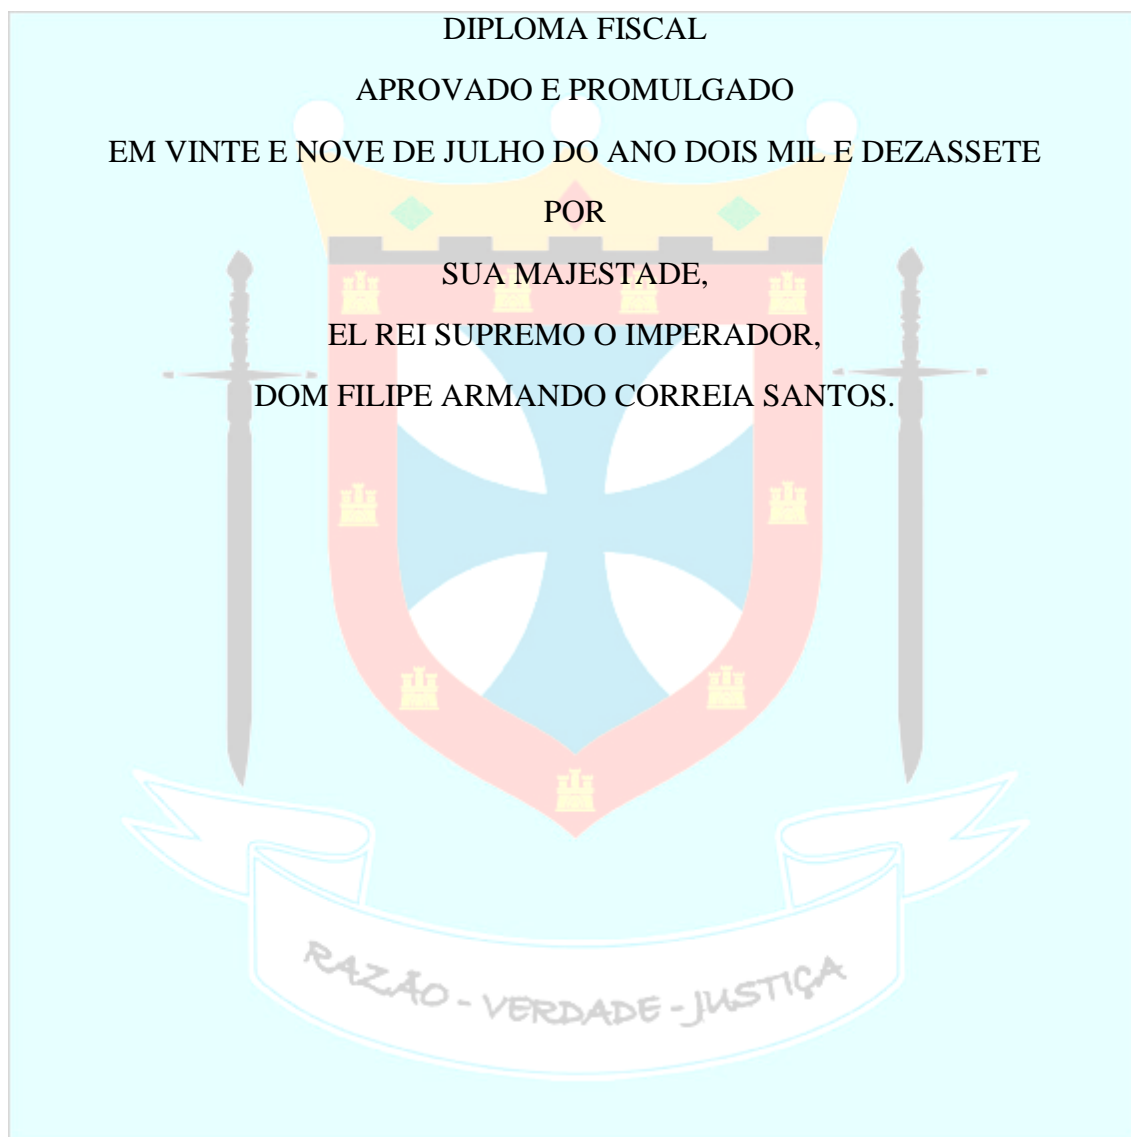 DIPLOMA FISCAL
APROVADO E PROMULGADO
EM VINTE E NOVE DE JULHO DO ANO DOIS MIL E DEZASSETE
POR
SUA MAJESTADE,
EL REI SUPREMO O IMPERADOR,
DOM FILIPE ARMANDO CORREIA SANTOS.
RAZÃO - VERDADE - JUSTIÇA